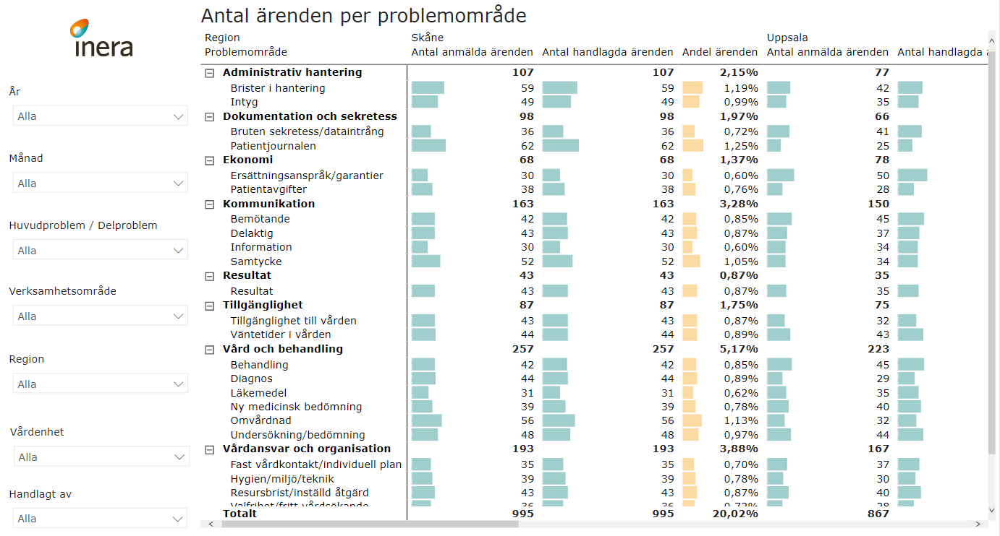 Antal ärenden per problemområde
inera
År
Alla
Månad
Alla
Huvudproblem / Delproblem
Alla
Verksamhetsområde
Alla
Region
Alla
Vårdenhet
Alla
Handlagt av
Alla
Region Skåne Uppsala
Problemområde Antal anmälda ärenden Antal handlagda ärenden Andel ärenden Antal anmälda ärenden Antal handlagda
Administrativ hantering 107 107 2,15% 77
Brister i hantering 59 59 1,19% 42
Intyg 49 49 0,99% 35
Dokumentation och sekretess 98 98 1,97% 66
Bruten sekretess/dataintrång 36 36 0,72% 41
Patientjournalen 62 62 1,25% 25
Ekonomi 68 68 1,37% 78
Ersättningsanspråk/garantier 30 30 0,60% 50
Patientavgifter 38 38 0,76% 28
Kommunikation 163 163 3,28% 150
Bemötande 42 42 0,85% 45
Delaktig 43 43 0,87% 37
Information 30 30 0,60% 34
Samtycke 52 52 1,05% 34
Resultat 43 43 0,87% 35
Resultat 43 43 0,87% 35
Tillgänglighet 87 87 1,75% 75
Tillgänglighet till vården 43 43 0,87% 32
Väntetider i vården 44 44 0,89% 43
Vård och behandling 257 257 5,17% 223
Behandling 42 42 0,85% 45
Diagnos 44 44 0,89% 29
Läkemedel 31 31 0,62% 35
Ny medicinsk bedömning 39 39 0,78% 40
Omvårdnad 56 56 1,13% 32
Undersökning/bedömning 48 48 0,97% 44
Vårdansvar och organisation 193 193 3,88% 167
Fast vårdkontakt/individuell plan 35 35 0,70% 37
Hygien/miljö/teknik 39 39 0,78% 30
Resursbrist/inställd åtgärd 43 43 0,87% 40
Valfrihet/fritt vårdsökande 36 36 0,72% 28
Totalt 995 995 20,02% 867